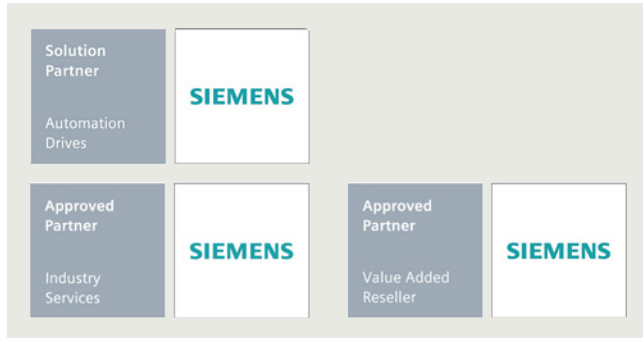 Solution
Partner
Automation
Drives
SIEMENS
Approved
Partner
Industry
Services
SIEMENS
Approved
Partner
Value Added
Reseller
SIEMENS